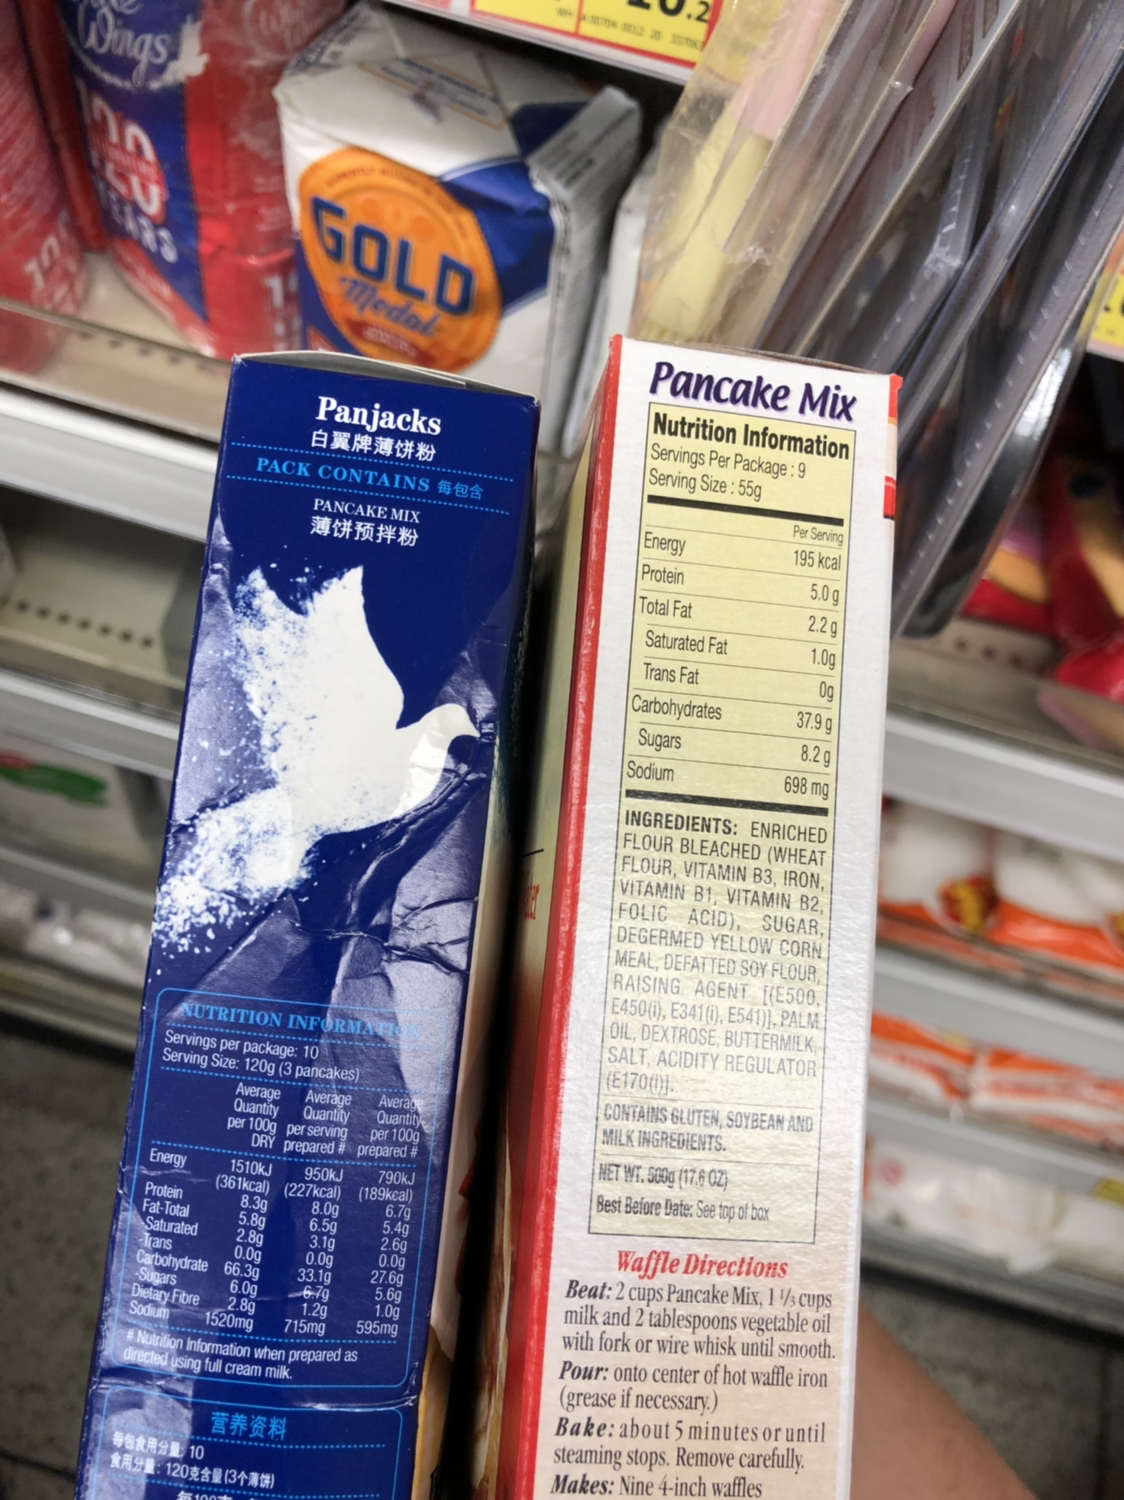 Wings
GOLD
Medal
Panjacks
白翼牌薄饼粉
PACK CONTAINS 每包含
PANCAKE MIX
薄饼预拌粉
NUTRITION INFORMATION
Servings per package: 10
Serving Size: 120g (3 pancakes)
Average Quantity per 100g DRY
Average Quantity per serving prepared #
Average Quantity per 100g prepared #
Energy 1510kJ (361kcal) 950kJ (227kcal) 790kJ (189kcal)
Protein 8.3g 8.0g 6.7g
Fat-Total 5.8g 6.5g 5.4g
-Saturated 2.8g 3.1g 2.6g
-Trans 0.0g 0.0g 0.0g
Carbohydrate 66.3g 33.1g 27.6g
-Sugars 6.0g 6.7g 5.6g
Dietary Fibre 2.8g 1.2g 1.0g
Sodium 1520mg 715mg 595mg
# Nutrition Information when prepared as
directed using full cream milk.
营养资料
每包食用分量: 10
食用分量: 120克含量(3个薄饼)
Pancake Mix
Nutrition Information
Servings Per Package : 9
Serving Size : 55g
Per Serving
Energy 195 kcal
Protein 5.0 g
Total Fat 2.2 g
Saturated Fat 1.0g
Trans Fat 0g
Carbohydrates 37.9 g
Sugars 8.2 g
Sodium 698 mg
INGREDIENTS: ENRICHED
FLOUR BLEACHED (WHEAT
FLOUR, VITAMIN B3, IRON,
VITAMIN B1, VITAMIN B2,
FOLIC ACID), SUGAR,
DEGERMED YELLOW CORN
MEAL, DEFATTED SOY FLOUR,
RAISING AGENT [(E500,
E450(i), E341(i), E541)], PALM
OIL, DEXTROSE, BUTTERMILK,
SALT, ACIDITY REGULATOR
(E170(i)].
CONTAINS GLUTEN, SOYBEAN AND
MILK INGREDIENTS.
NET WT. 500g (17.6 OZ)
Best Before Date: See top of box
Waffle Directions
Beat: 2 cups Pancake Mix, 1 1/3 cups
milk and 2 tablespoons vegetable oil
with fork or wire whisk until smooth.
Pour: onto center of hot waffle iron
(grease if necessary.)
Bake: about 5 minutes or until
steaming stops. Remove carefully.
Makes: Nine 4-inch waffles